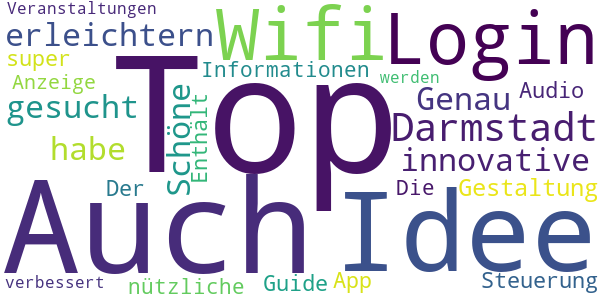 Veranstaltungen
erleichtern
Wifi
Login
super
Top
Informationen
werden
Anzeige
gesucht
Schöne
Enthält
Genau
Audio
Darmstadt
habe
innovative
Auch
Der
Idee
Die
Gestaltung
verbessert
nützliche
Guide
App
Steuerung